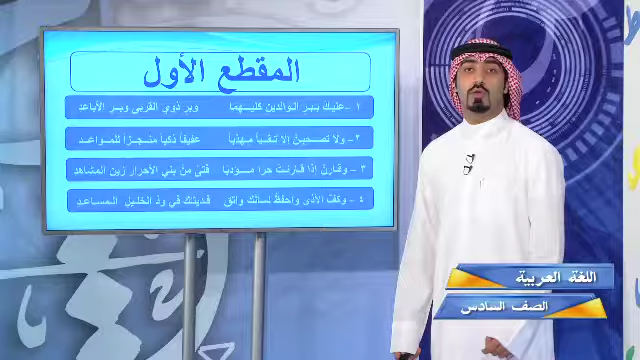 المقطع الأول
١ - عليك ببر الوالدين كليهما وبر ذوي القربى وبر الأباعد
٢ - ولا تصحبن إلا تقيا مهذبا عفيفا ذكيا منجزا للمواعد
٣ - وقارن إذا قارنت حرا مؤدبا فتى من بني الأحرار زين المشاهد
٤ - وكف الأذى واحفظ لسانك واتق فديتك في ود الخليل المساعد
اللغة العربية
الصف السادس